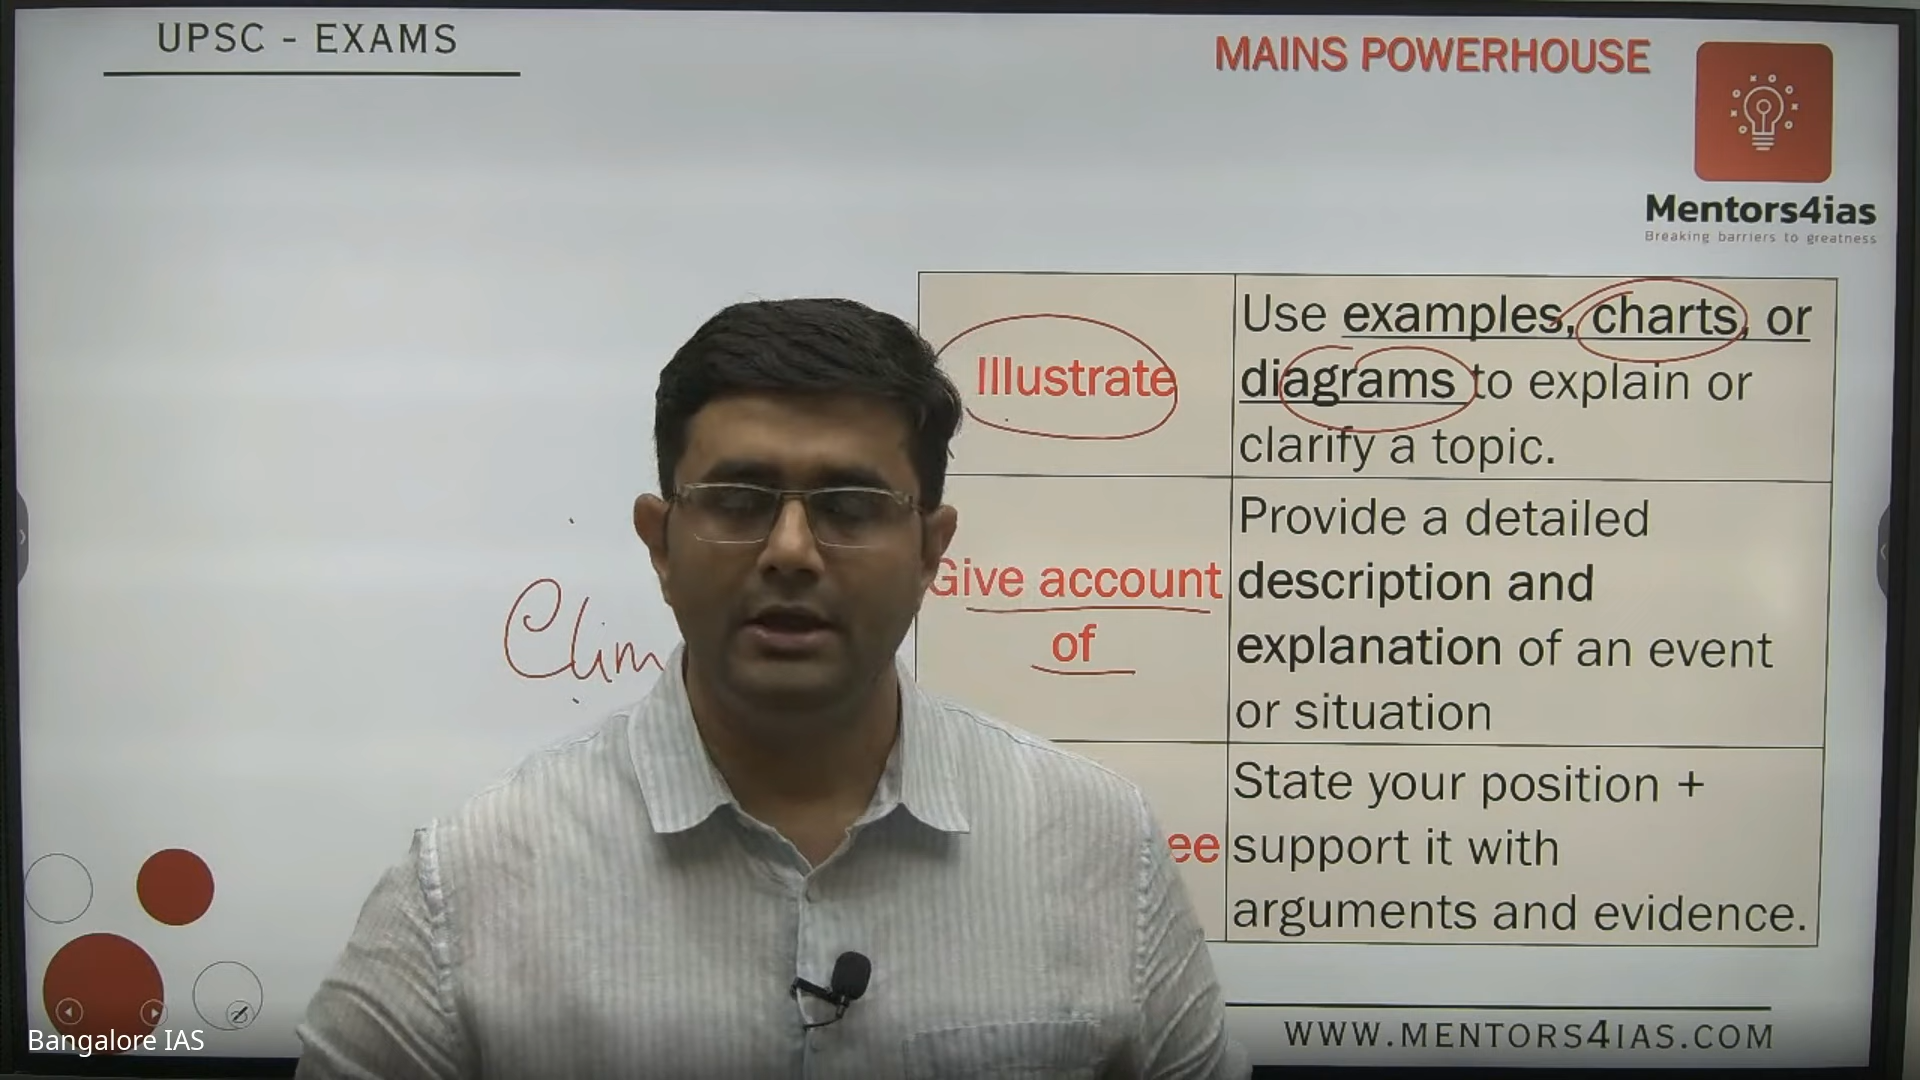 UPSC - EXAMS
MAINS POWERHOUSE
Mentors4ias
Breaking barriers to greatness
Illustrate
Use examples, charts, or
diagrams to explain or
clarify a topic.
Give account
of
Provide a detailed
description and
explanation of an event
or situation
Clim
ee
State your position +
support it with
arguments and evidence.
WWW.MENTORS4IAS.COM
Bangalore IAS